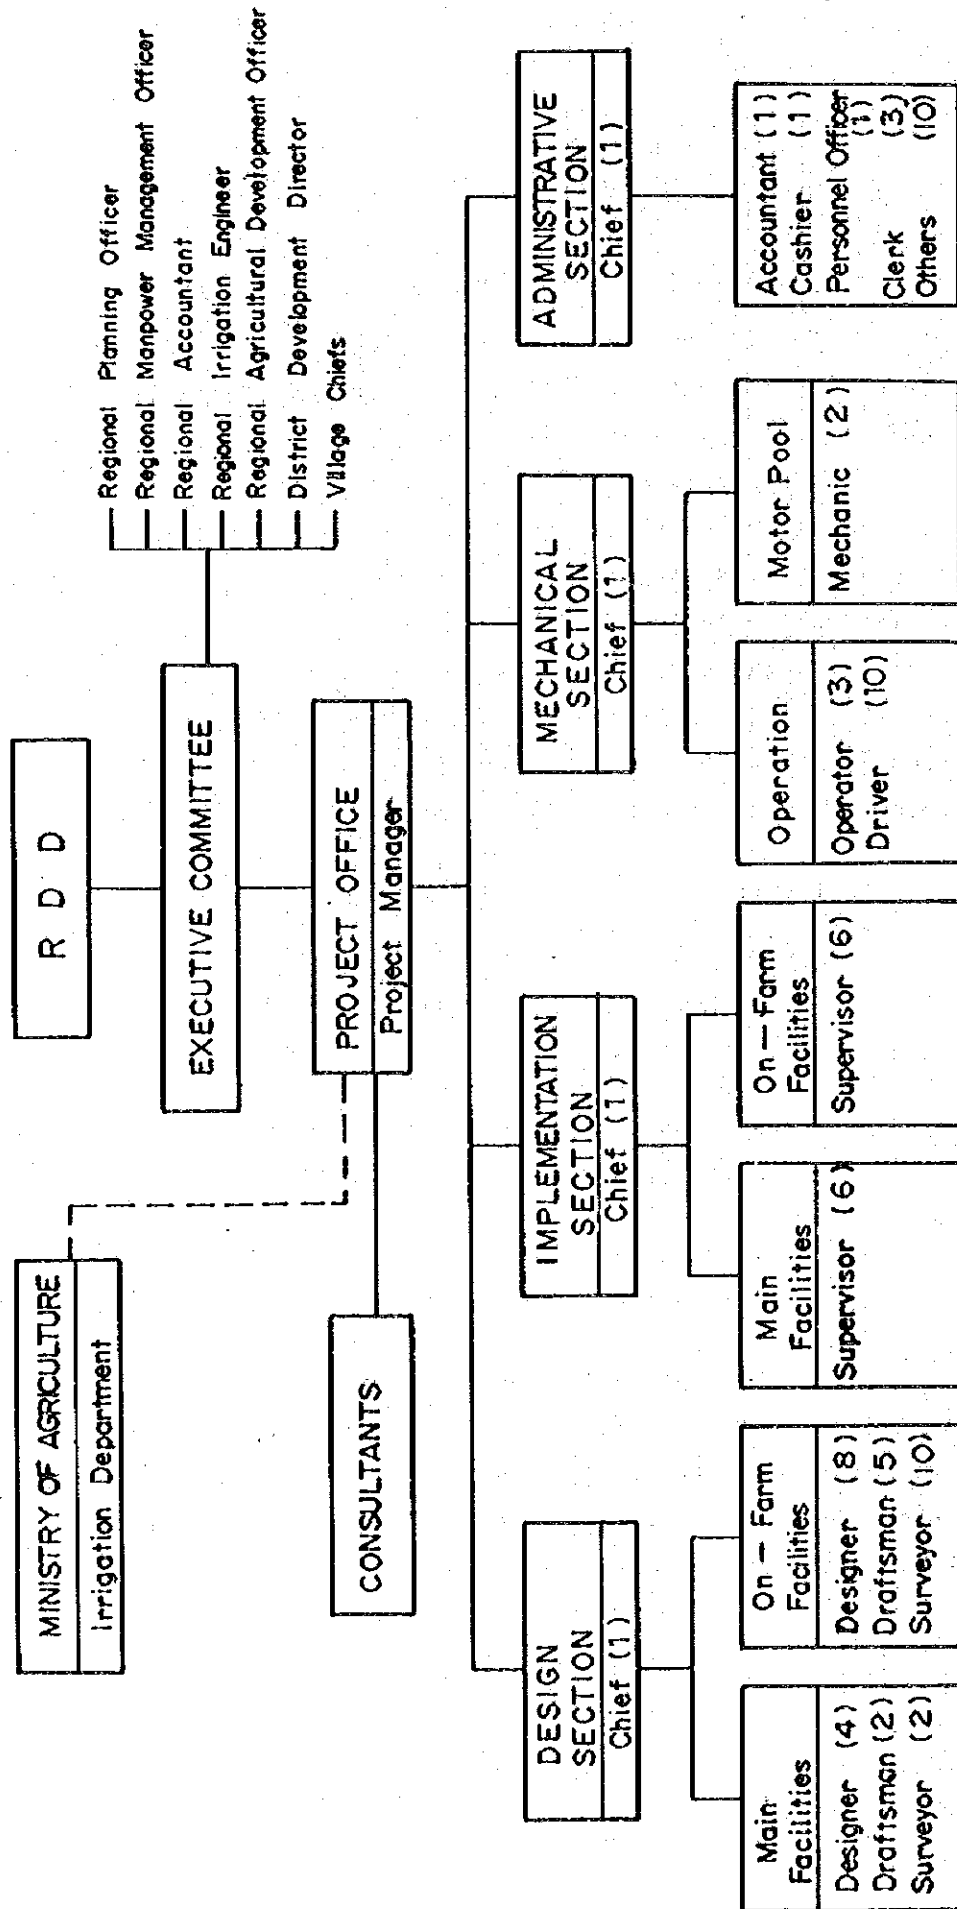 R D D
EXECUTIVE COMMITTEE
Regional Planning Officer
Regional Manpower Management Officer
Regional Accountant
Regional Irrigation Engineer
Regional Agricultural Development Officer
District Development Director
Village Chiefs
MINISTRY OF AGRICULTURE
Irrigation Department
PROJECT OFFICE
Project Manager
CONSULTANTS
DESIGN
SECTION
Chief (1)
IMPLEMENTATION
SECTION
Chief (1)
MECHANICAL
SECTION
Chief (1)
ADMINISTRATIVE
SECTION
Chief (1)
Main
Facilities
Designer (4)
Draftsman (2)
Surveyor (2)
On-Farm
Facilities
Designer (8)
Draftsman (5)
Surveyor (10)
Main
Facilities
Supervisor (6)
On-Farm
Facilities
Supervisor (6)
Operation
Operator (3)
Driver (10)
Motor Pool
Mechanic (2)
Accountant (1)
Cashier (1)
Personnel Officer
(1)
Clerk (3)
Others (10)